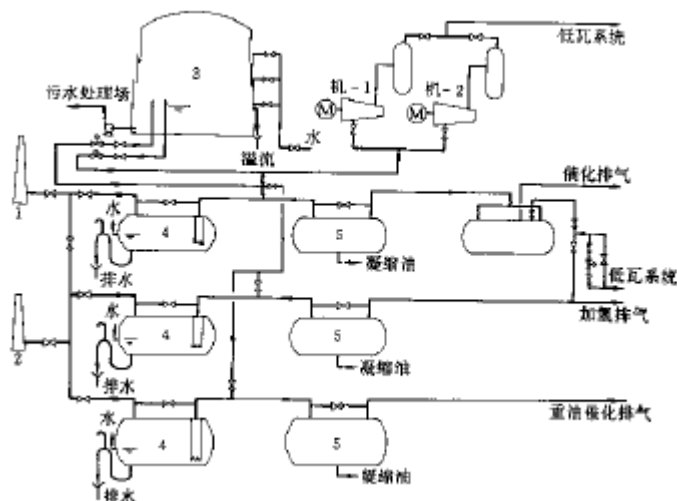 低瓦系统
3
机-1
机-2
污水处理场
M
M
水
溢流
催化排气
1
水
4
5
排水
凝缩油
低瓦系统
加氢排气
水
4
5
2
排水
凝缩油
重油催化排气
水
4
5
排水
凝缩油